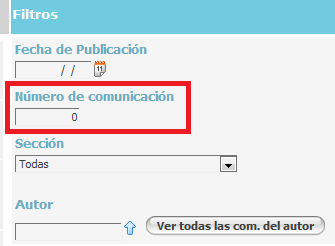 Filtros
Fecha de Publicación
/ /
Número de comunicación
0
Sección
Todas
Autor
Ver todas las com. del autor